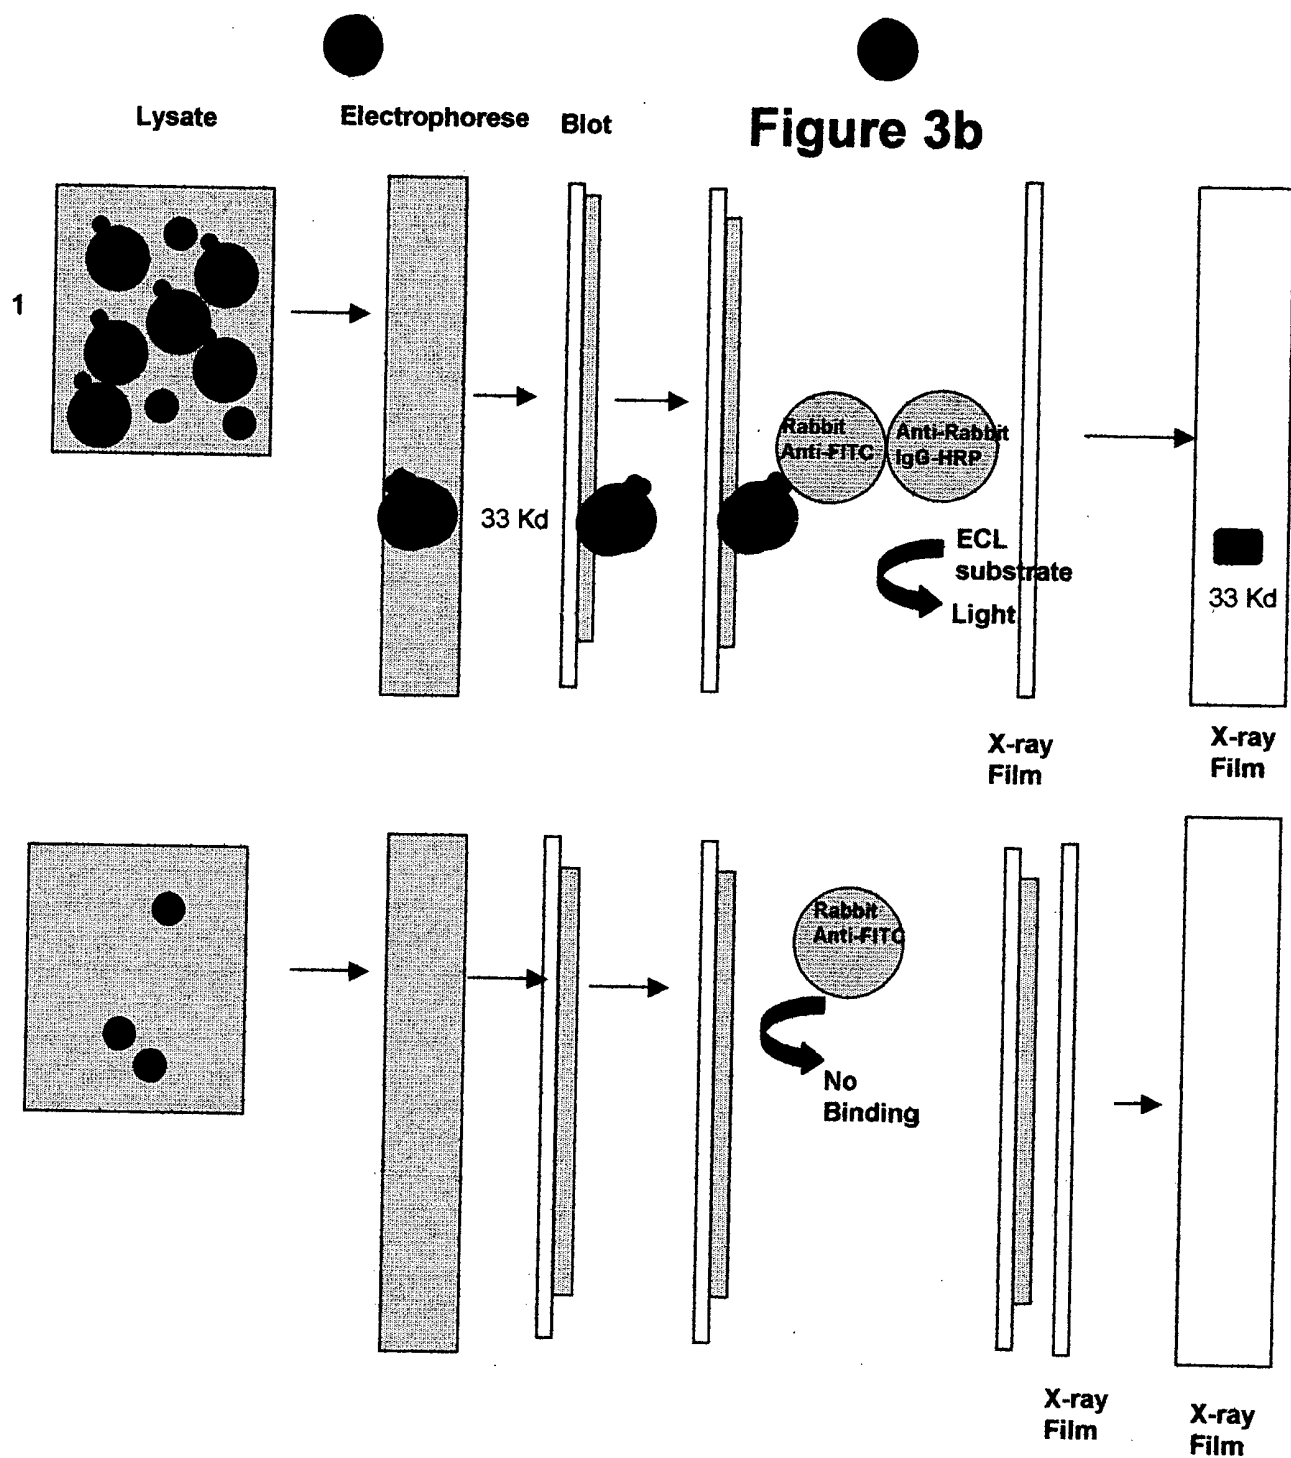 Lysate
Electrophorese
Blot
Figure 3b
1
Rabbit
Anti-FITC
Anti-Rabbit
IgG-HRP
33 Kd
ECL
substrate
Light
33 Kd
X-ray
Film
X-ray
Film
Rabbit
Anti-FITC
No
Binding
X-ray
Film
X-ray
Film